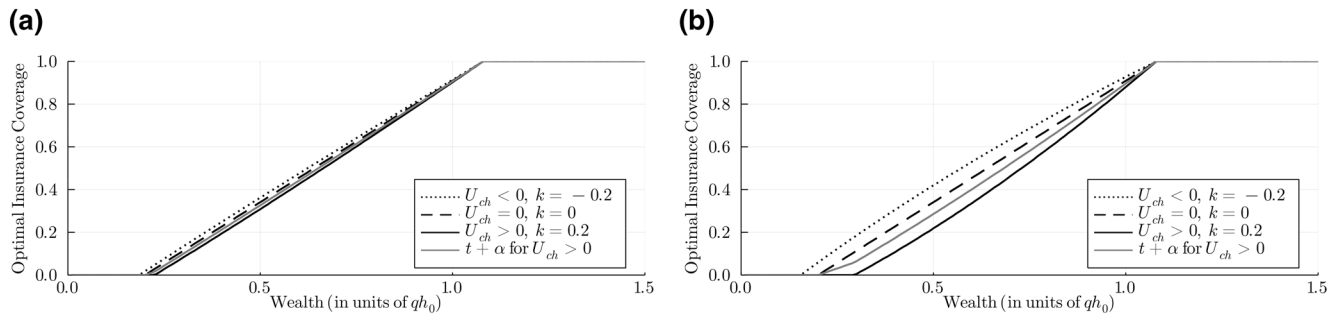 (a)
Optimal Insurance Coverage
1.0
0.8
0.6
0.4
0.2
0.0
U_ch < 0, k = − 0.2
U_ch = 0, k = 0
U_ch > 0, k = 0.2
t + α for U_ch > 0
0.0 0.5 1.0 1.5
Wealth (in units of qh₀)
(b)
Optimal Insurance Coverage
1.0
0.8
0.6
0.4
0.2
0.0
U_ch < 0, k = − 0.2
U_ch = 0, k = 0
U_ch > 0, k = 0.2
t + α for U_ch > 0
0.0 0.5 1.0 1.5
Wealth (in units of qh₀)